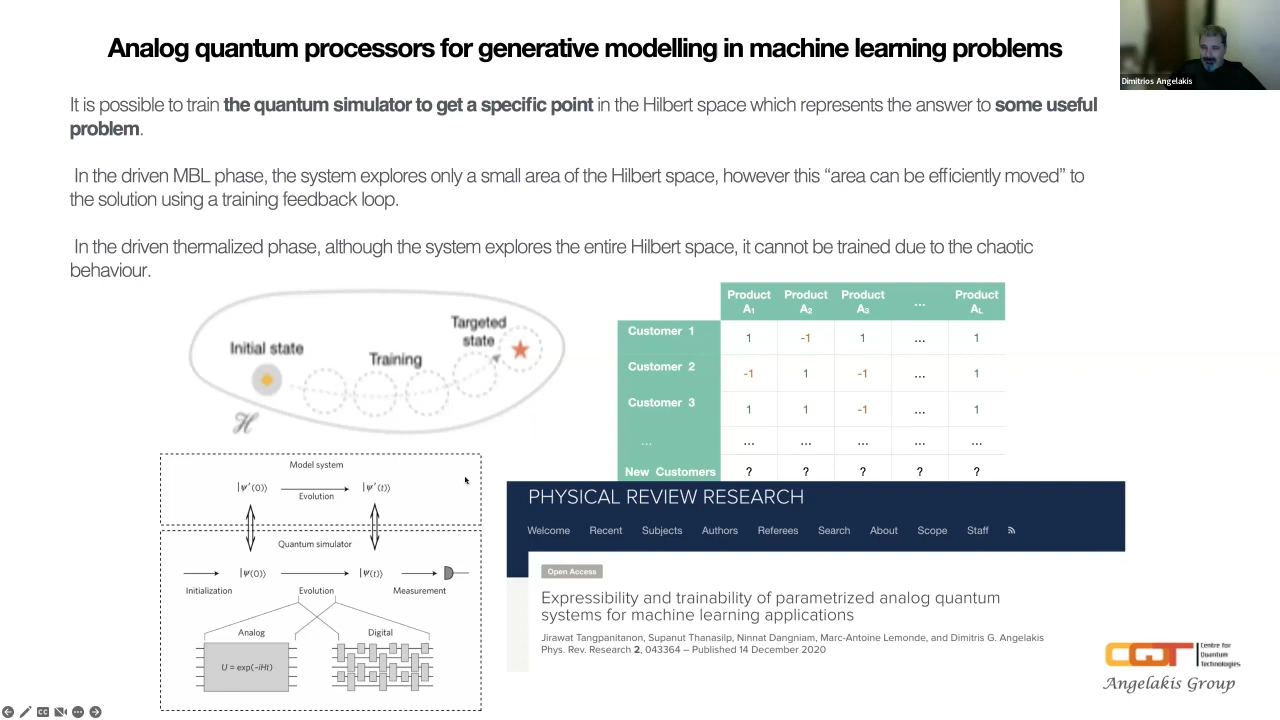 Analog quantum processors for generative modelling in machine learning problems
Dimitrios Angelakis
It is possible to train the quantum simulator to get a specific point in the Hilbert space which represents the answer to some useful
problem.
In the driven MBL phase, the system explores only a small area of the Hilbert space, however this “area can be efficiently moved” to
the solution using a training feedback loop.
In the driven thermalized phase, although the system explores the entire Hilbert space, it cannot be trained due to the chaotic
behaviour.
Initial state
Training
Targeted
state
ℋ
Product A₁ Product A₂ Product A₃ ... Product A_L
Customer 1 1 -1 1 ... 1
Customer 2 -1 1 -1 ... 1
Customer 3 1 1 -1 ... 1
... ... ... ... ... ...
New Customers ? ? ? ? ?
Model system
|ψ′(0)⟩ |ψ′(t)⟩
Evolution
Quantum simulator
|ψ(0)⟩ |ψ(t)⟩
Initialization Evolution Measurement
Analog Digital
U = exp(−iHt)
PHYSICAL REVIEW RESEARCH
Welcome Recent Subjects Authors Referees Search About Scope Staff
Open Access
Expressibility and trainability of parametrized analog quantum
systems for machine learning applications
Jirawat Tangpanitanon, Supanut Thanasilp, Ninnat Dangniam, Marc-Antoine Lemonde, and Dimitris G. Angelakis
Phys. Rev. Research 2, 043364 – Published 14 December 2020
CQT
Centre for
Quantum
Technologies
Angelakis Group
CC